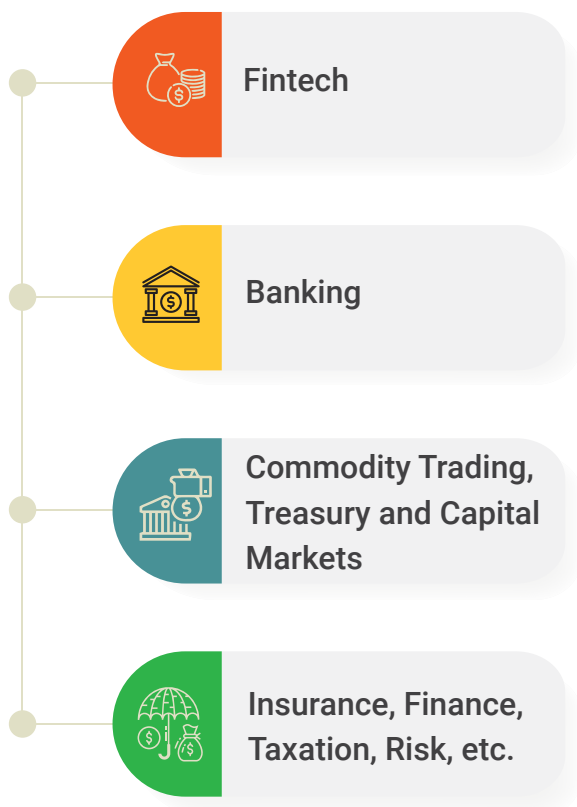 Fintech
Banking
Commodity Trading,
Treasury and Capital
Markets
Insurance, Finance,
Taxation, Risk, etc.